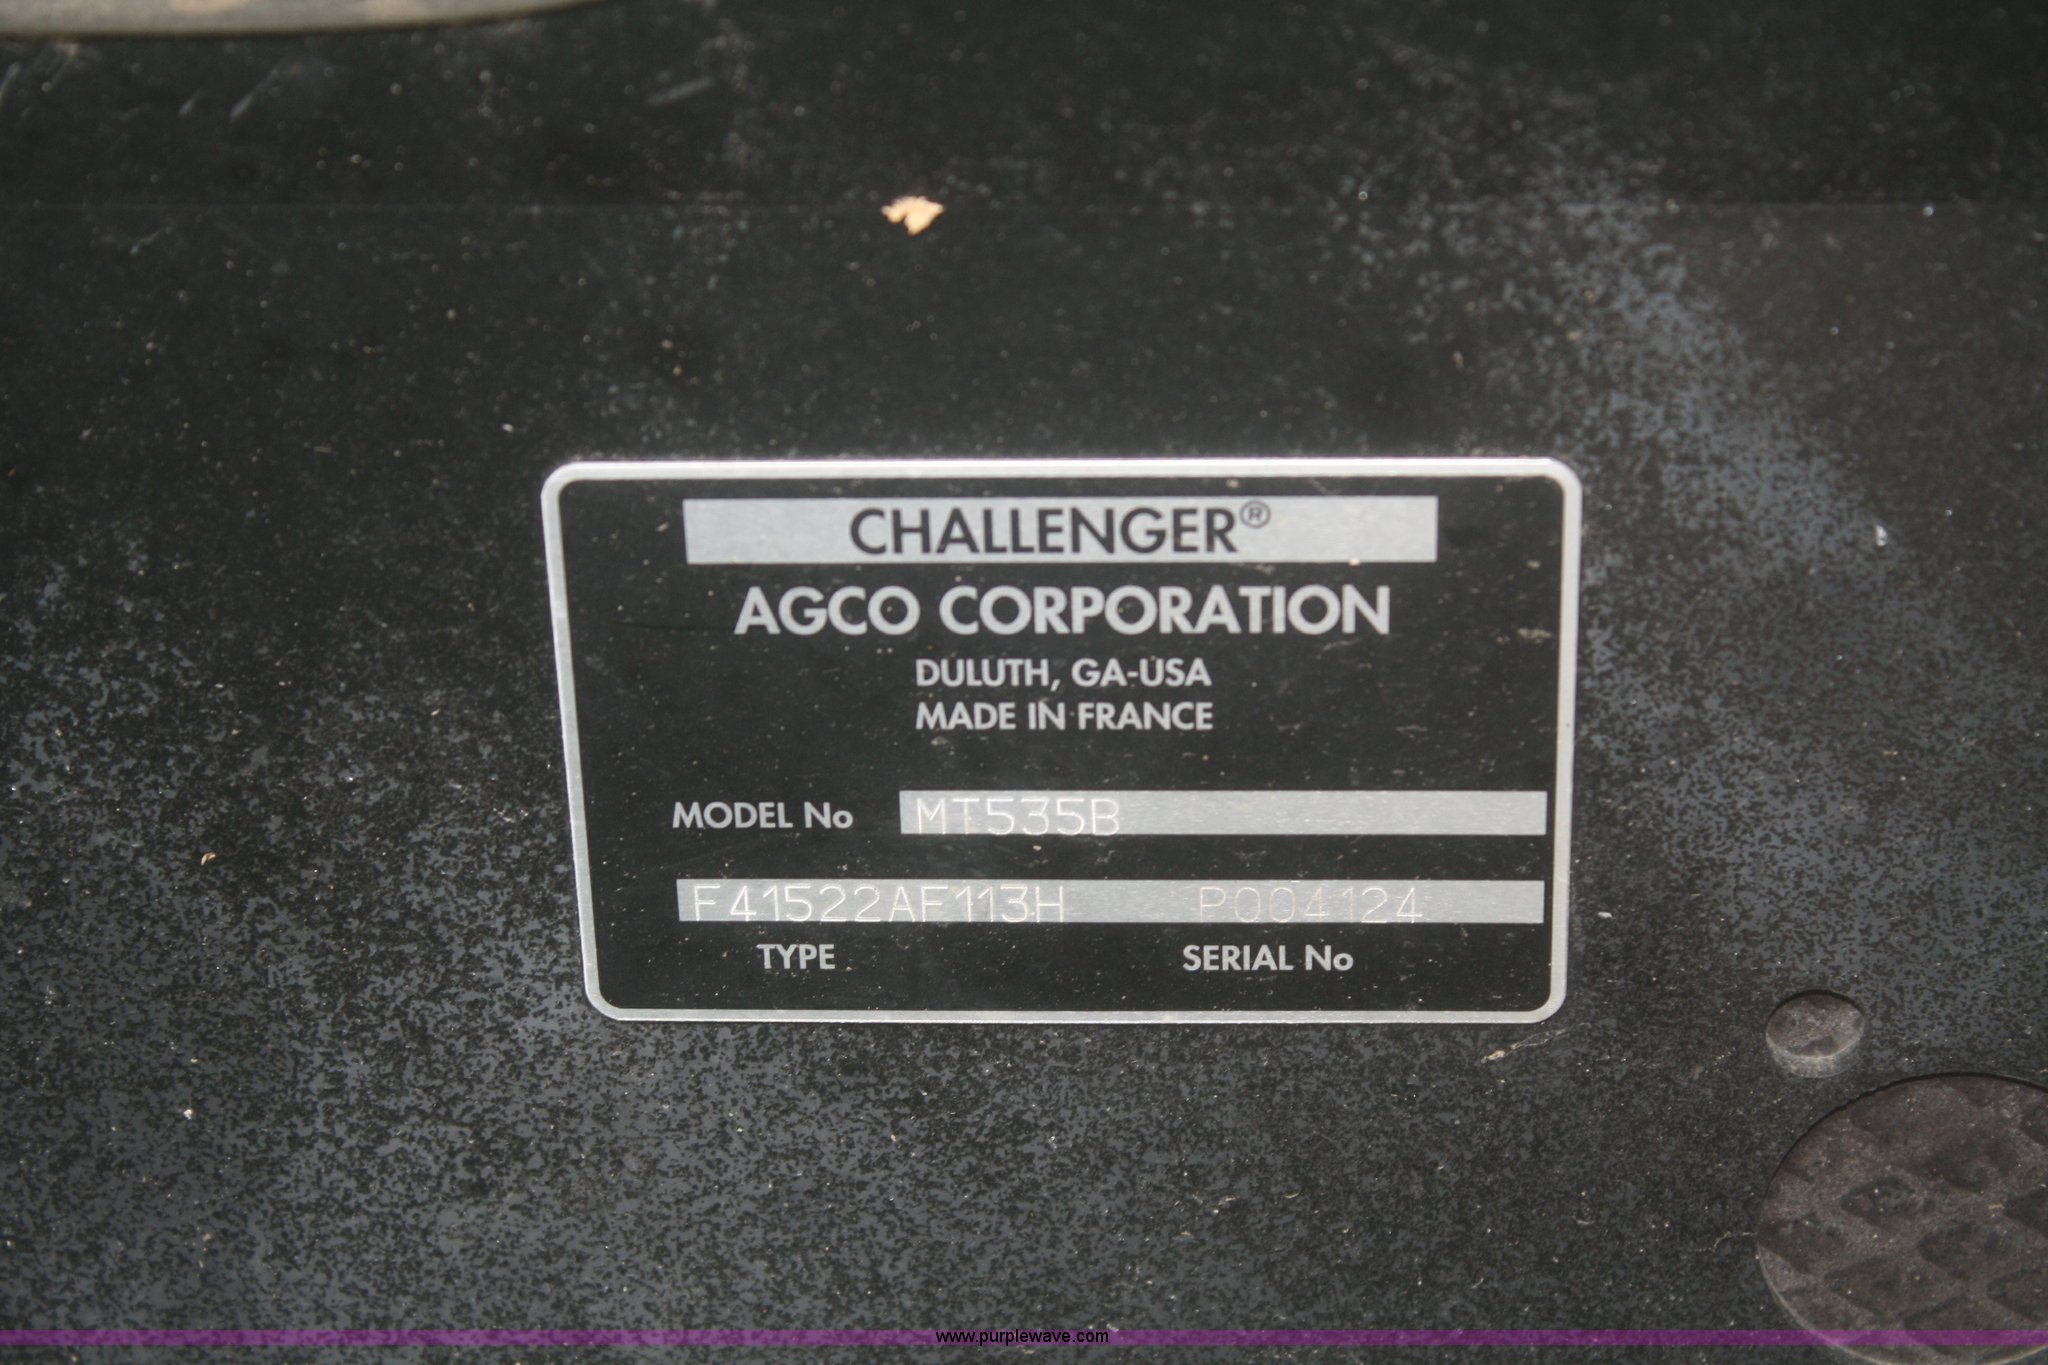 CHALLENGER®
AGCO CORPORATION
DULUTH, GA-USA
MADE IN FRANCE
MODEL No MT535B
F41522AF113H P004124
TYPE SERIAL No
www.purplewave.com